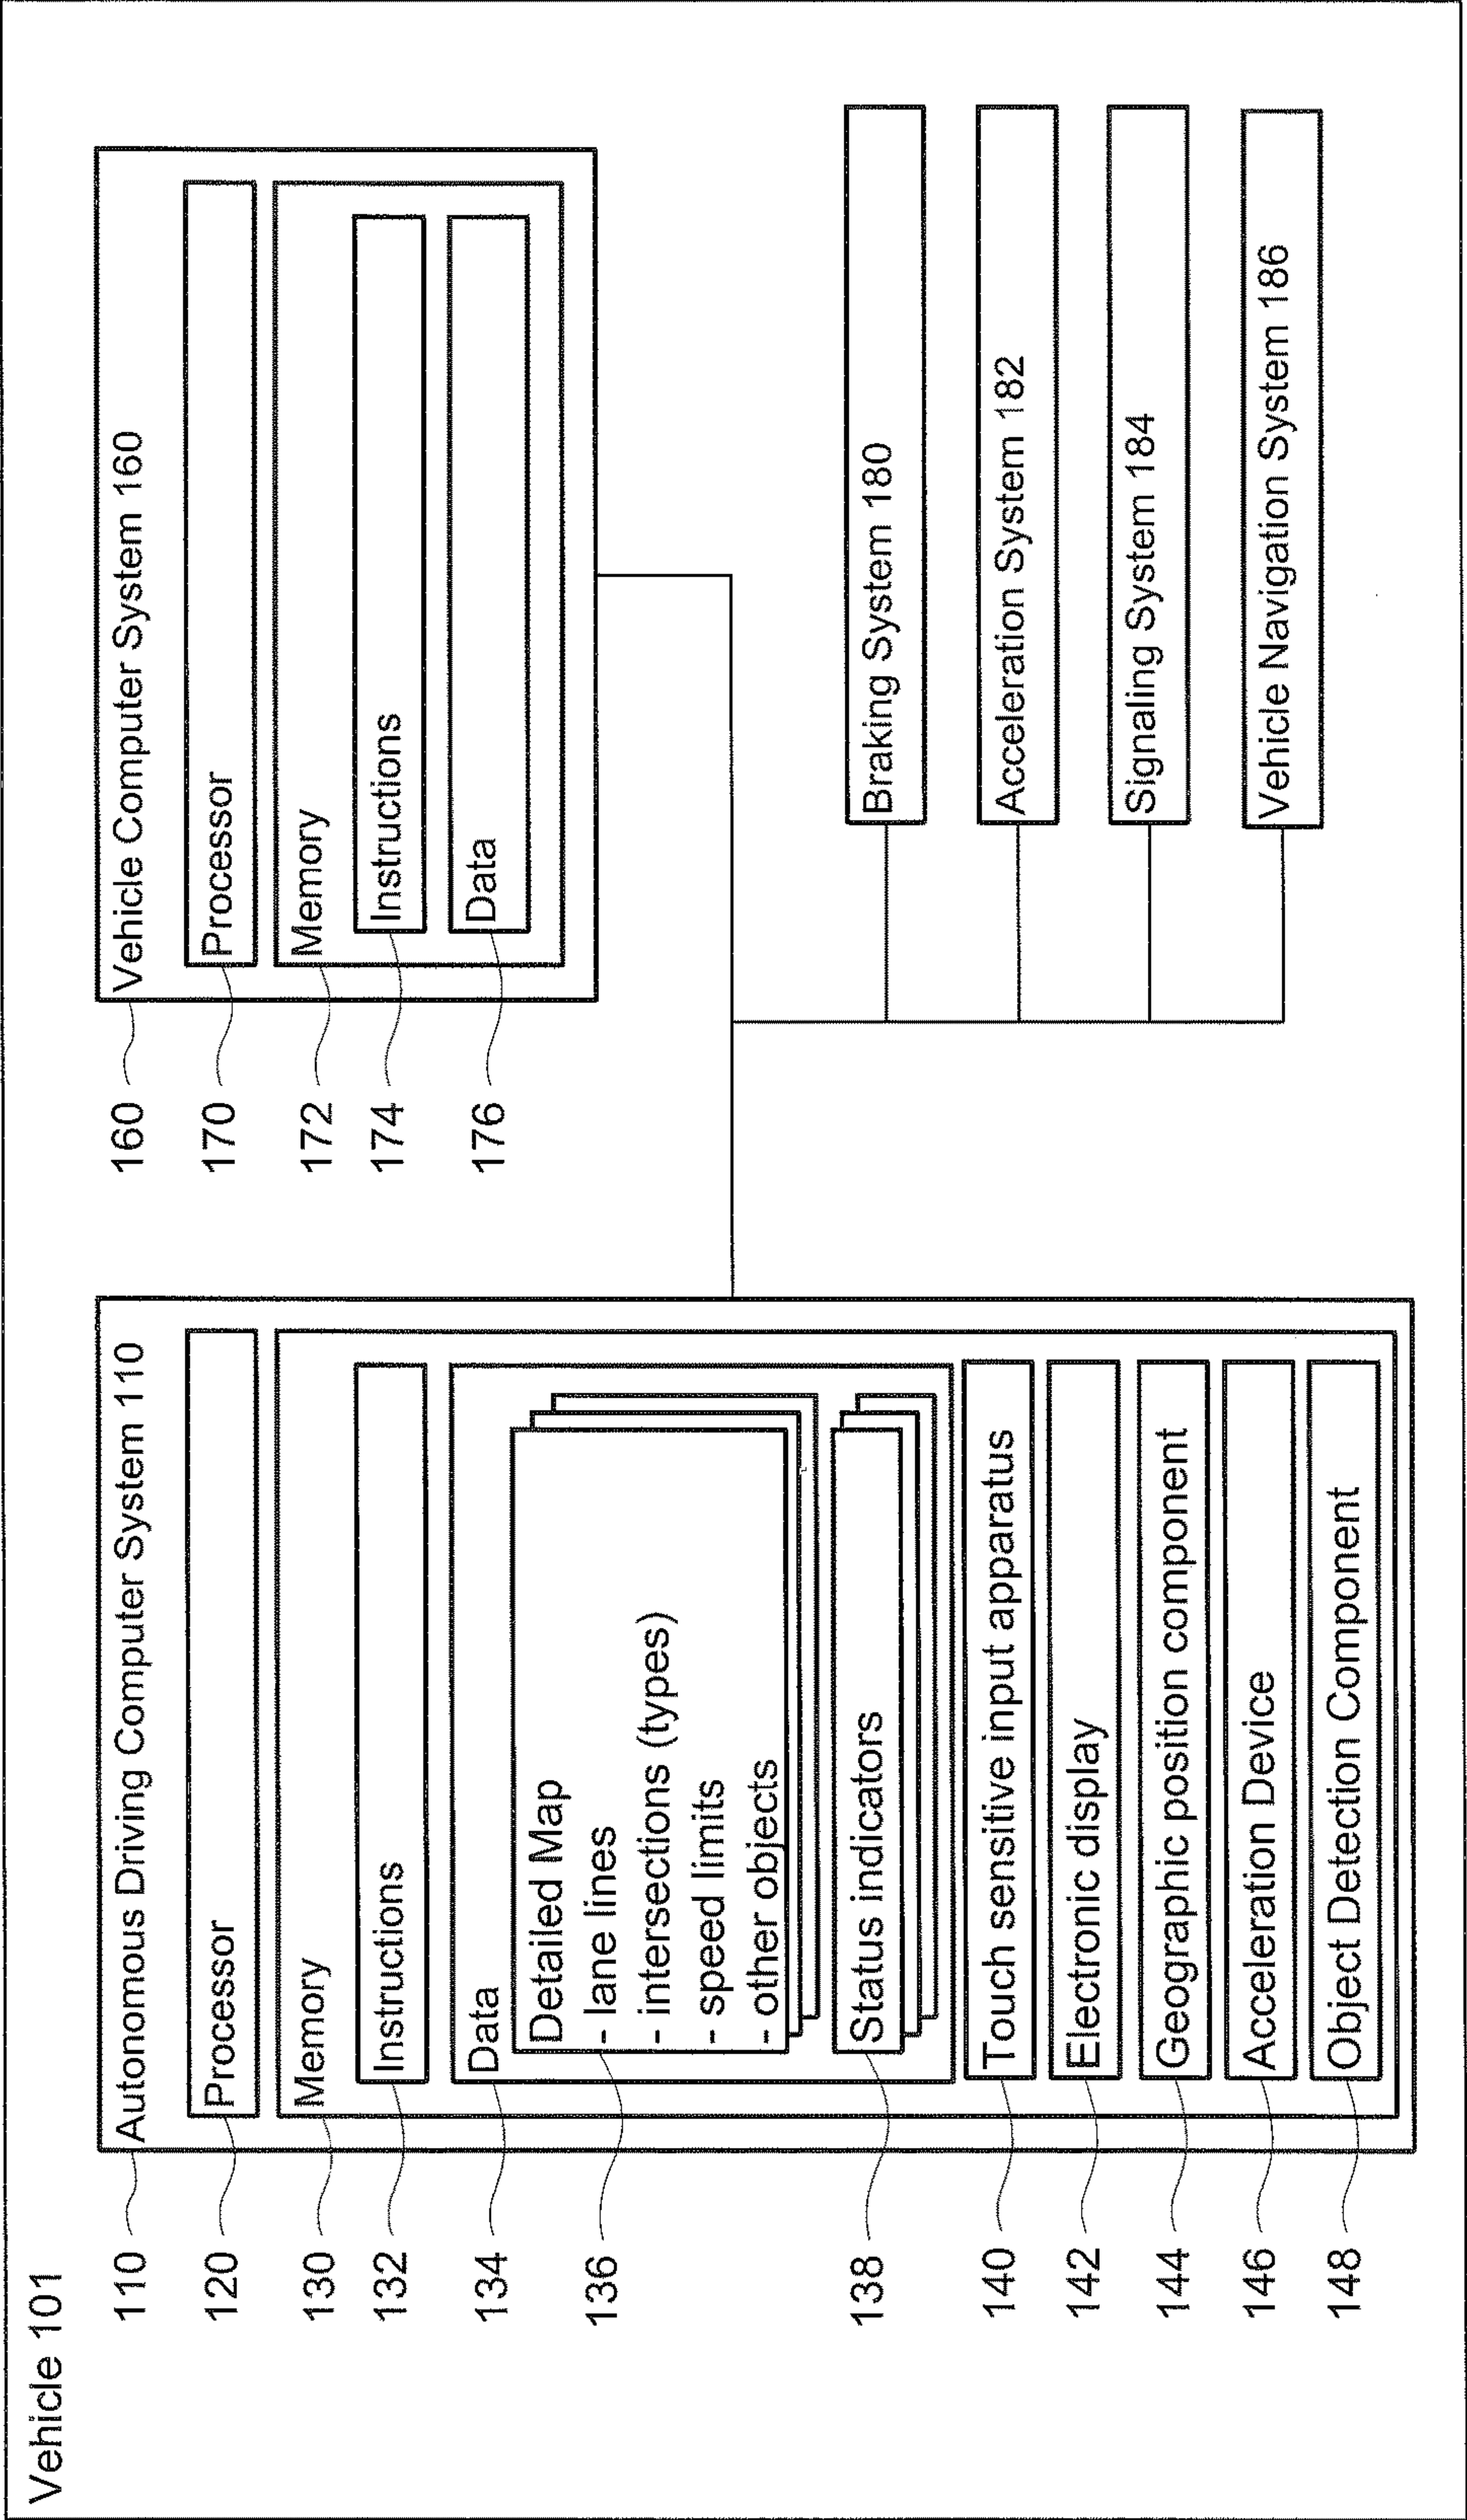 Vehicle 101
110
Autonomous Driving Computer System 110
120
Processor
130
Memory
132
Instructions
134
Data
136
Detailed Map
- lane lines
- intersections (types)
- speed limits
- other objects
138
Status indicators
140
Touch sensitive input apparatus
142
Electronic display
144
Geographic position component
146
Acceleration Device
148
Object Detection Component
160
Vehicle Computer System 160
170
Processor
172
Memory
174
Instructions
176
Data
Braking System 180
Acceleration System 182
Signaling System 184
Vehicle Navigation System 186